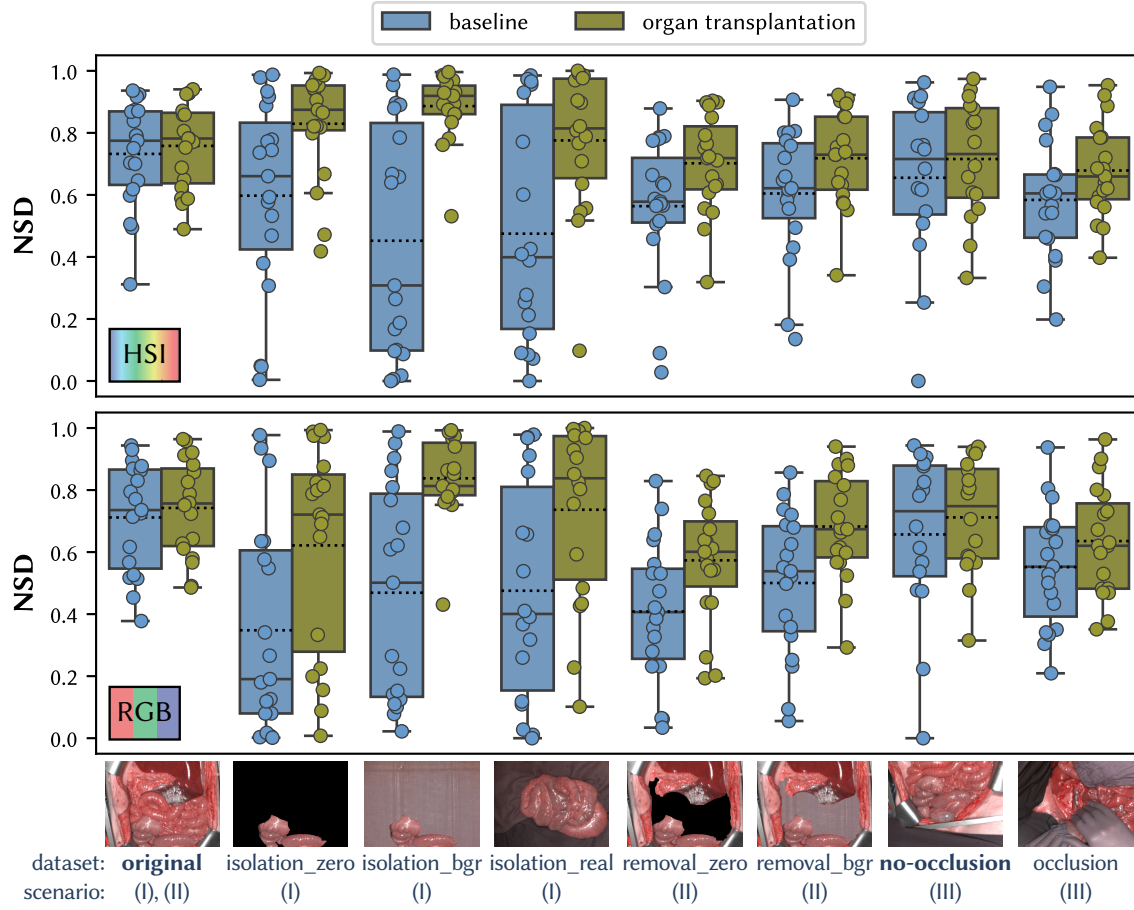 baseline organ transplantation
1.0
0.8
0.6
0.4
0.2
0.0
NSD
HSI
1.0
0.8
0.6
0.4
0.2
0.0
NSD
RGB
dataset: original isolation_zero isolation_bgr isolation_real removal_zero removal_bgr no-occlusion occlusion
scenario: (I), (II) (I) (I) (I) (II) (II) (III) (III)